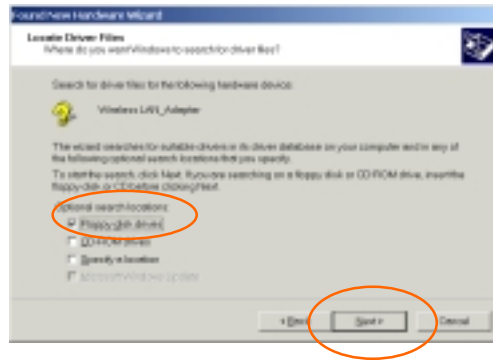 Found New Hardware Wizard
Locate Driver Files
Where do you want Windows to search for driver files?
Search for driver files for the following hardware device:
Wireless LAN_Adapter
The wizard searches for suitable drivers in its driver database on your computer and in any of
the following optional search locations that you specify.
To start the search, click Next. If you are searching on a floppy disk or CD-ROM drive, insert the
floppy disk or CD before clicking Next.
Optional search locations:
Floppy disk drives
CD-ROM drives
Specify a location
Microsoft Windows Update
< Back
Next >
Cancel